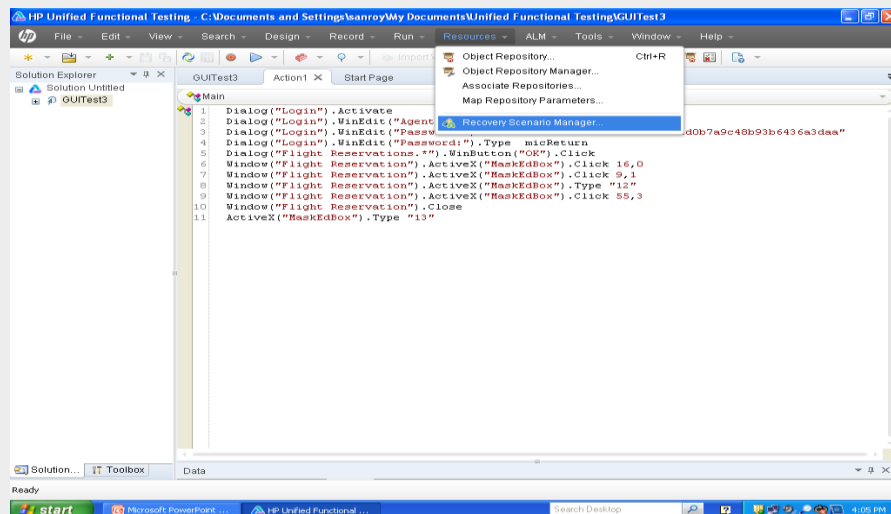 HP Unified Functional Testing - C:\Documents and Settings\sanroy\My Documents\Unified Functional Testing\GUITest3
hp File Edit View Search Design Record Run Resources ALM Tools Window Help
Import
Object Repository... Ctrl+R
Object Repository Manager...
Associate Repositories...
Map Repository Parameters...
Recovery Scenario Manager...
Solution Explorer
Solution Untitled
GUITest3
GUITest3 Action1 Start Page
Main
1 Dialog("Login").Activate
2 Dialog("Login").WinEdit("Agent
3 Dialog("Login").WinEdit("Passw d0b7a9c48b93b6436a3daa"
4 Dialog("Login").WinEdit("Password:").Type micReturn
5 Dialog("Flight Reservations.*").WinButton("OK").Click
6 Window("Flight Reservation").ActiveX("MaskEdBox").Click 16,0
7 Window("Flight Reservation").ActiveX("MaskEdBox").Click 9,1
8 Window("Flight Reservation").ActiveX("MaskEdBox").Type "12"
9 Window("Flight Reservation").ActiveX("MaskEdBox").Click 55,3
10 Window("Flight Reservation").Close
11 ActiveX("MaskEdBox").Type "13"
Solution... Toolbox
Data
Ready
start Microsoft PowerPoint ... HP Unified Functional ... Search Desktop 4:05 PM